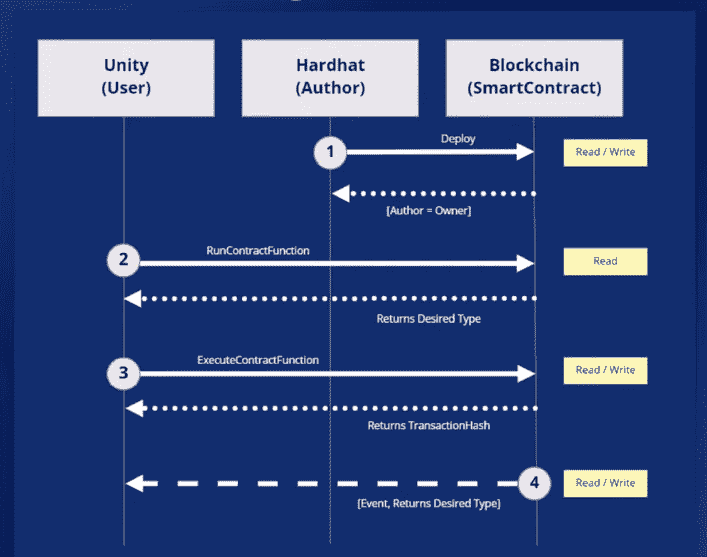 Unity
(User)
Hardhat
(Author)
Blockchain
(SmartContract)
1
Deploy
Read / Write
[Author = Owner]
2
RunContractFunction
Read
Returns Desired Type
3
ExecuteContractFunction
Read / Write
Returns TransactionHash
4
Read / Write
[Event, Returns Desired Type]